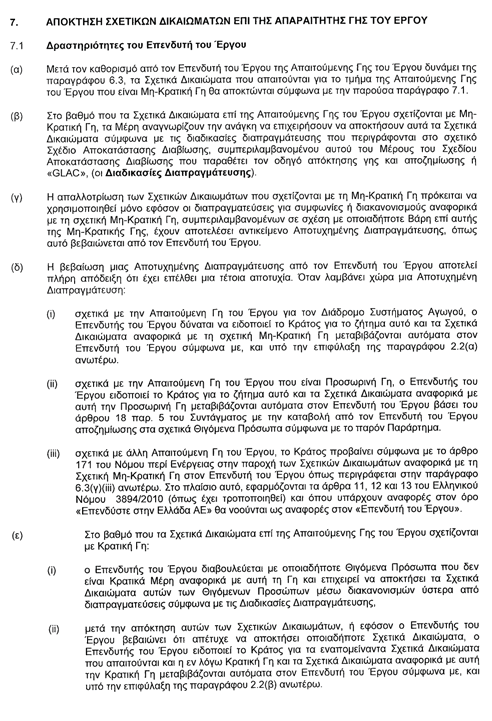 7. ΑΠΟΚΤΗΣΗ ΣΧΕΤΙΚΩΝ ΔΙΚΑΙΩΜΑΤΩΝ ΕΠΙ ΤΗΣ ΑΠΑΡΑΙΤΗΤΗΣ ΓΗΣ ΤΟΥ ΕΡΓΟΥ
7.1 Δραστηριότητες του Επενδυτή του Έργου
(α) Μετά τον καθορισμό από τον Επενδυτή του Έργου της Απαιτούμενης Γης του Έργου δυνάμει της
παραγράφου 6.3, τα Σχετικά Δικαιώματα που απαιτούνται για το τμήμα της Απαιτούμενης Γης
του Έργου που είναι Μη-Κρατική Γη θα αποκτώνται σύμφωνα με την παρούσα παράγραφο 7.1.
(β) Στο βαθμό που τα Σχετικά Δικαιώματα επί της Απαιτούμενης Γης του Έργου σχετίζονται με Μη-
Κρατική Γη, τα Μέρη αναγνωρίζουν την ανάγκη να επιχειρήσουν να αποκτήσουν αυτά τα Σχετικά
Δικαιώματα σύμφωνα με τις διαδικασίες διαπραγμάτευσης που περιγράφονται στο σχετικό
Σχέδιο Αποκατάστασης Διαβίωσης, συμπεριλαμβανομένου αυτού του Μέρους του Σχεδίου
Αποκατάστασης Διαβίωσης που παραθέτει τον οδηγό απόκτησης γης και αποζημίωσης ή
«GLAC», (οι Διαδικασίες Διαπραγμάτευσης).
(γ) Η απαλλοτρίωση των Σχετικών Δικαιωμάτων που σχετίζονται με τη Μη-Κρατική Γη πρόκειται να
χρησιμοποιηθεί μόνο εφόσον οι διαπραγματεύσεις για συμφωνίες ή διακανονισμούς αναφορικά
με τη σχετική Μη-Κρατική Γη, συμπεριλαμβανομένων σε σχέση με οποιαδήποτε Βάρη επί αυτής
της Μη-Κρατικής Γης, έχουν αποτελέσει αντικείμενο Αποτυχημένης Διαπραγμάτευσης, όπως
αυτό βεβαιώνεται από τον Επενδυτή του Έργου.
(δ) Η βεβαίωση μιας Αποτυχημένης Διαπραγμάτευσης από τον Επενδυτή του Έργου αποτελεί
πλήρη απόδειξη ότι έχει επέλθει μια τέτοια αποτυχία. Όταν λαμβάνει χώρα μια Αποτυχημένη
Διαπραγμάτευση:
(i) σχετικά με την Απαιτούμενη Γη του Έργου για τον Διάδρομο Συστήματος Αγωγού, ο
Επενδυτής του Έργου δύναται να ειδοποιεί το Κράτος για το ζήτημα αυτό και τα Σχετικά
Δικαιώματα αναφορικά με τη σχετική Μη-Κρατική Γη μεταβιβάζονται αυτόματα στον
Επενδυτή του Έργου σύμφωνα με, και υπό την επιφύλαξη της παραγράφου 2.2(α)
ανωτέρω.
(ii) σχετικά με την Απαιτούμενη Γη του Έργου που είναι Προσωρινή Γη, ο Επενδυτής του
Έργου ειδοποιεί το Κράτος για το ζήτημα αυτό και τα Σχετικά Δικαιώματα αναφορικά με
αυτή την Προσωρινή Γη μεταβιβάζονται αυτόματα στον Επενδυτή του Έργου βάσει του
άρθρου 18 παρ. 5 του Συντάγματος με την καταβολή από τον Επενδυτή του Έργου
αποζημίωσης στα σχετικά Θιγόμενα Πρόσωπα σύμφωνα με το παρόν Παράρτημα.
(iii) σχετικά με άλλη Απαιτούμενη Γη του Έργου, το Κράτος προβαίνει σύμφωνα με το άρθρο
171 του Νόμου περί Ενέργειας στην παροχή των Σχετικών Δικαιωμάτων αναφορικά με τη
Σχετική Μη-Κρατική Γη στον Επενδυτή του Έργου όπως περιγράφεται στην παράγραφο
6.3(γ)(iii) ανωτέρω. Στο πλαίσιο αυτό, εφαρμόζονται τα άρθρα 11, 12 και 13 του Ελληνικού
Νόμου 3894/2010 (όπως έχει τροποποιηθεί) και όπου υπάρχουν αναφορές στον όρο
«Επενδύστε στην Ελλάδα ΑΕ» θα νοούνται ως αναφορές στον «Επενδυτή του Έργου».
(ε) Στο βαθμό που τα Σχετικά Δικαιώματα επί της Απαιτούμενης Γης του Έργου σχετίζονται
με Κρατική Γη:
(i) ο Επενδυτής του Έργου διαβουλεύεται με οποιαδήποτε Θιγόμενα Πρόσωπα που δεν
είναι Κρατικά Μέρη αναφορικά με αυτή τη Γη και επιχειρεί να αποκτήσει τα Σχετικά
Δικαιώματα αυτών των Θιγόμενων Προσώπων μέσω διακανονισμών ύστερα από
διαπραγματεύσεις σύμφωνα με τις Διαδικασίες Διαπραγμάτευσης,
(ii) μετά την απόκτηση αυτών των Σχετικών Δικαιωμάτων, ή εφόσον ο Επενδυτής του
Έργου βεβαιώνει ότι απέτυχε να αποκτήσει οποιαδήποτε Σχετικά Δικαιώματα, ο
Επενδυτής του Έργου ειδοποιεί το Κράτος για τα εναπομείναντα Σχετικά Δικαιώματα
που απαιτούνται και η εν λόγω Κρατική Γη και τα Σχετικά Δικαιώματα αναφορικά με αυτή
την Κρατική Γη μεταβιβάζονται αυτόματα στον Επενδυτή του Έργου σύμφωνα με, και
υπό την επιφύλαξη της παραγράφου 2.2(β) ανωτέρω.